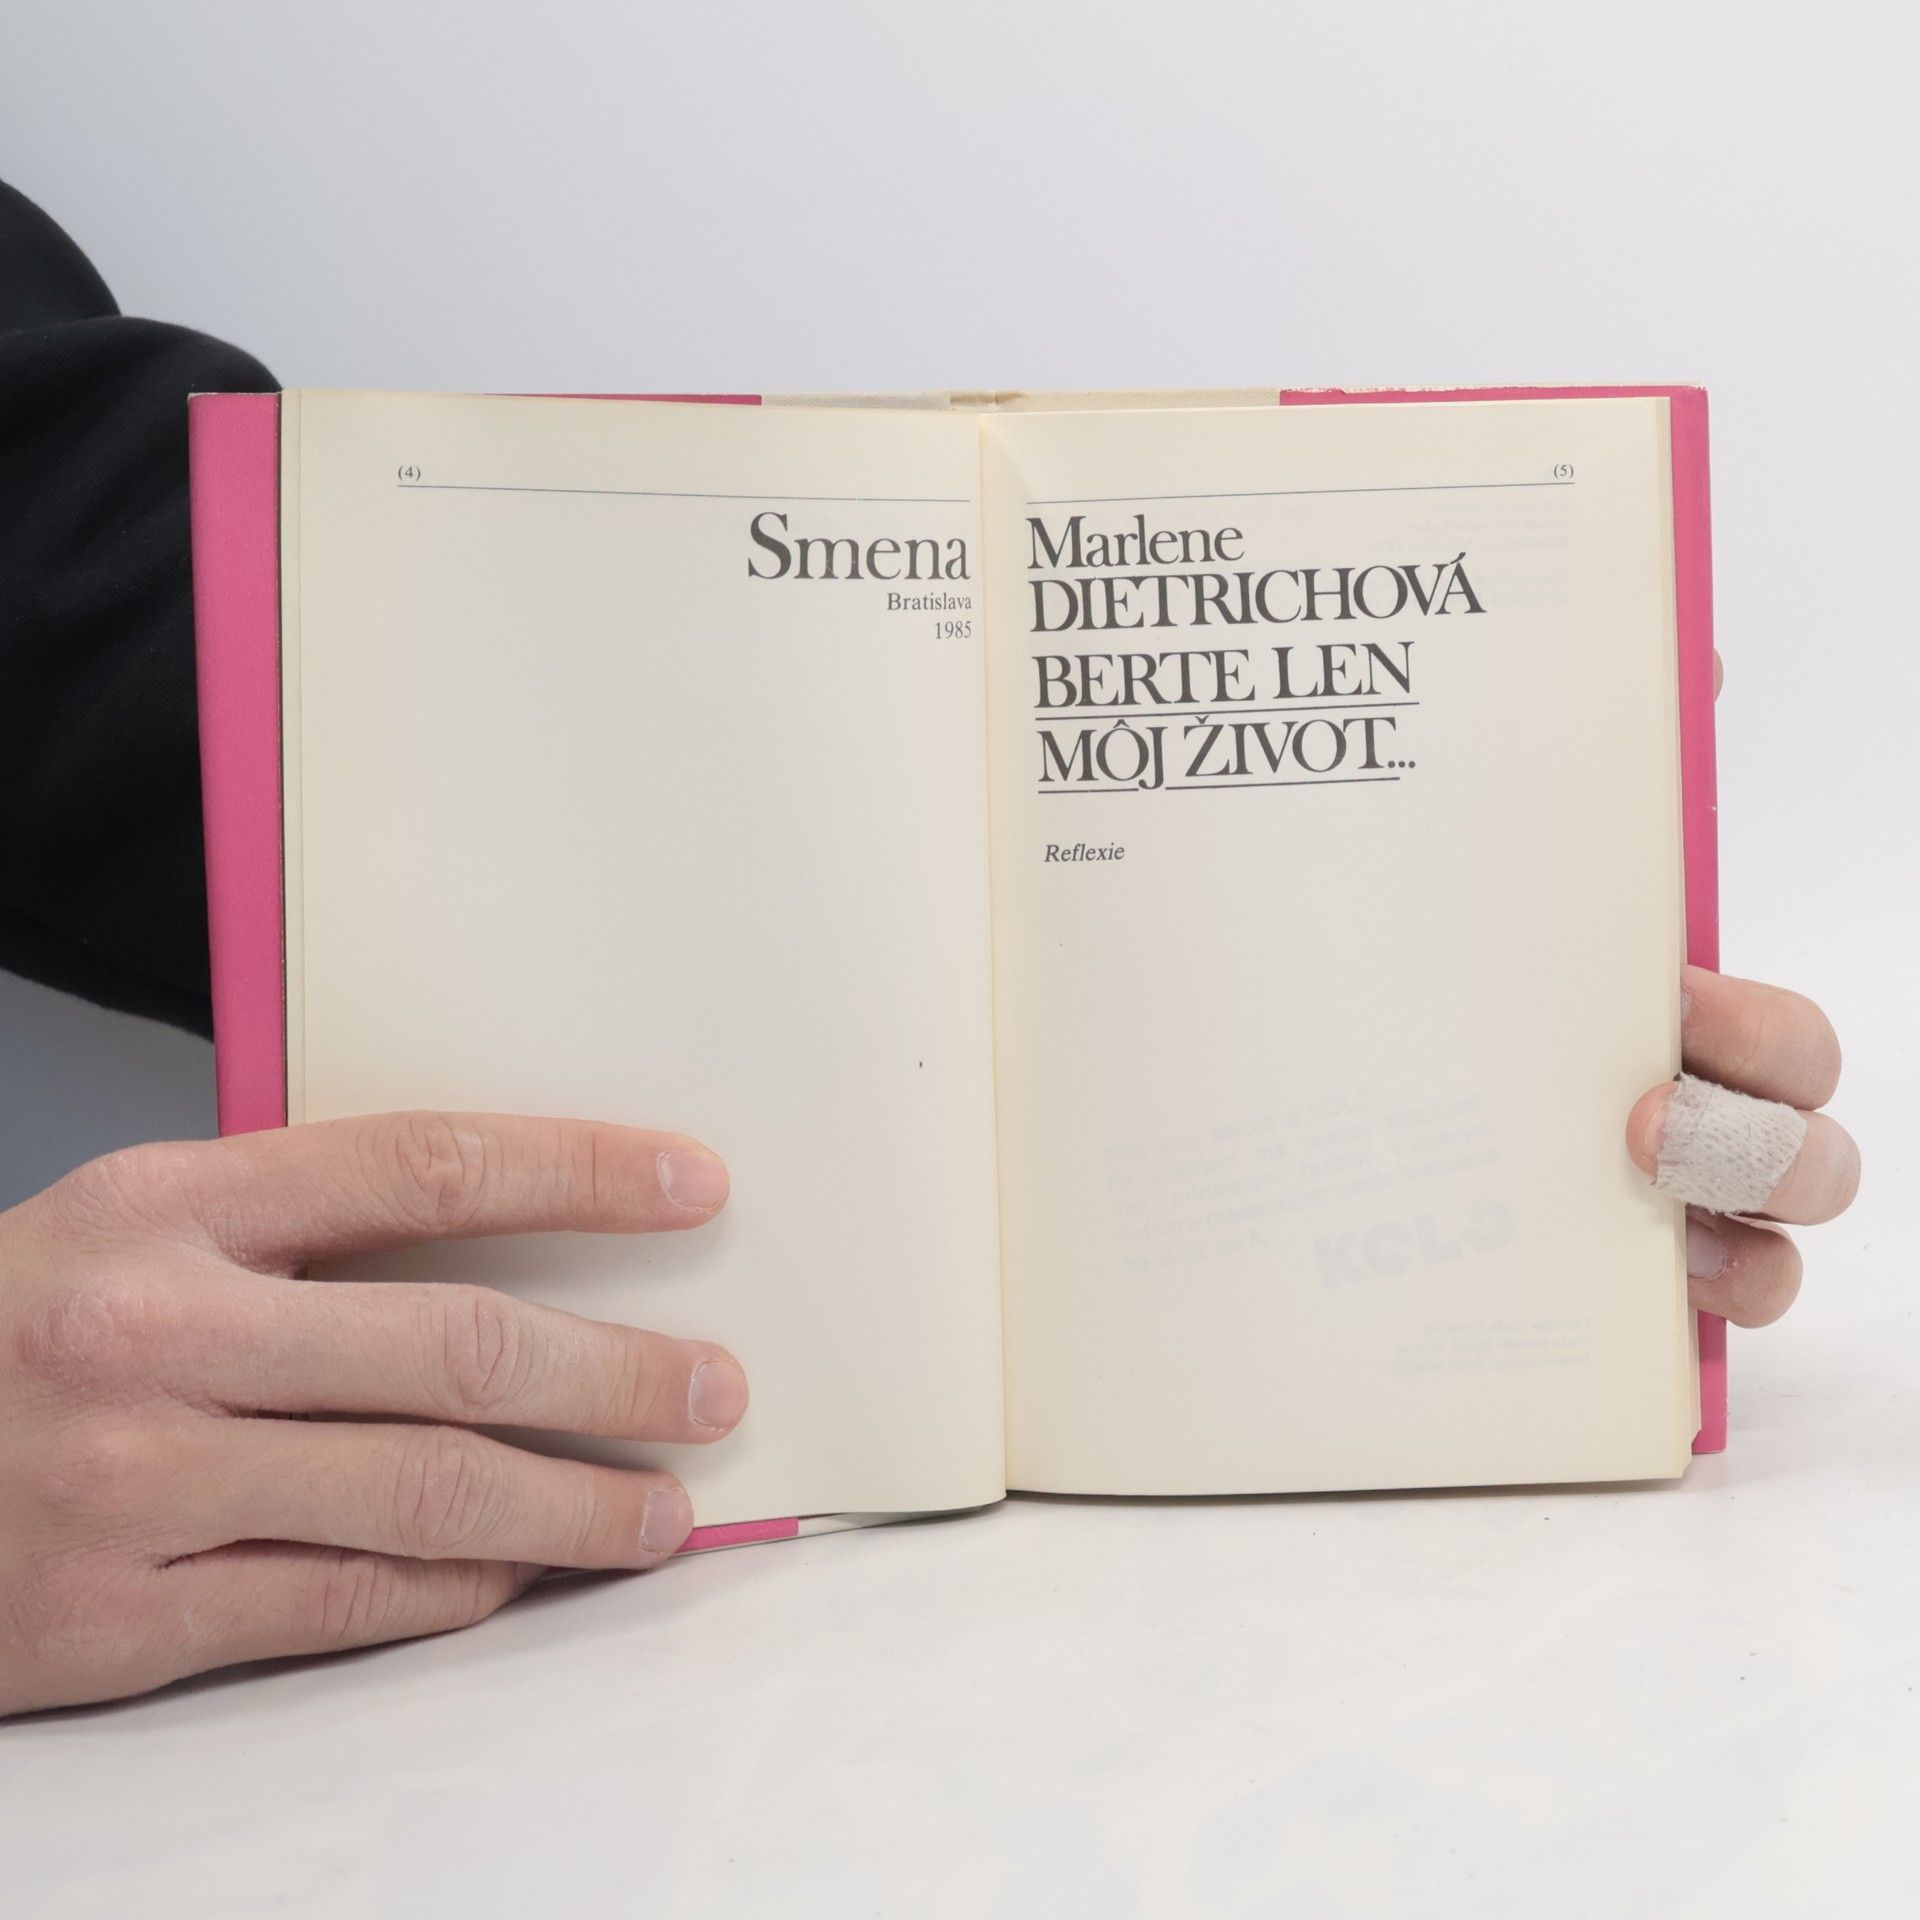 (4)
Smena
Bratislava
1985
(5)
Marlene
DIETRICHOVÁ
BERTE LEN
MÔJ ŽIVOT...
Reflexie